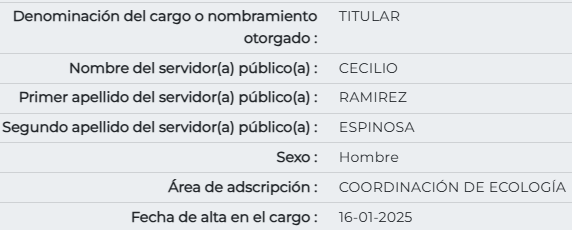 Denominación del cargo o nombramiento TITULAR
otorgado :
Nombre del servidor(a) público(a) : CECILIO
Primer apellido del servidor(a) público(a) : RAMIREZ
Segundo apellido del servidor(a) público(a) : ESPINOSA
Sexo : Hombre
Área de adscripción : COORDINACIÓN DE ECOLOGÍA
Fecha de alta en el cargo : 16-01-2025